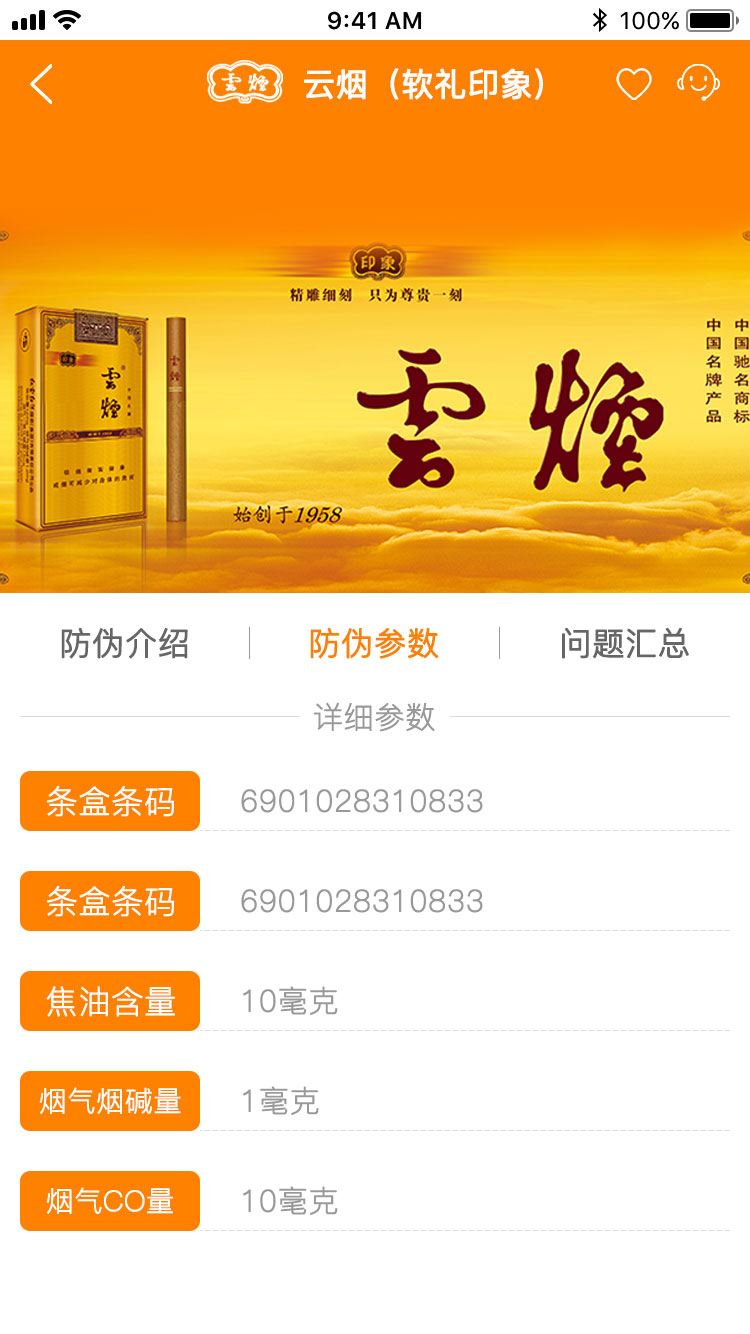 9:41 AM
100%
雲煙
云烟（软礼印象）
印象
精雕细刻 只为尊贵一刻
中国驰名商标
中国名牌产品
雲煙
雲煙
雲煙
始创于1958
防伪介绍
防伪参数
问题汇总
详细参数
条盒条码
6901028310833
条盒条码
6901028310833
焦油含量
10毫克
烟气烟碱量
1毫克
烟气CO量
10毫克